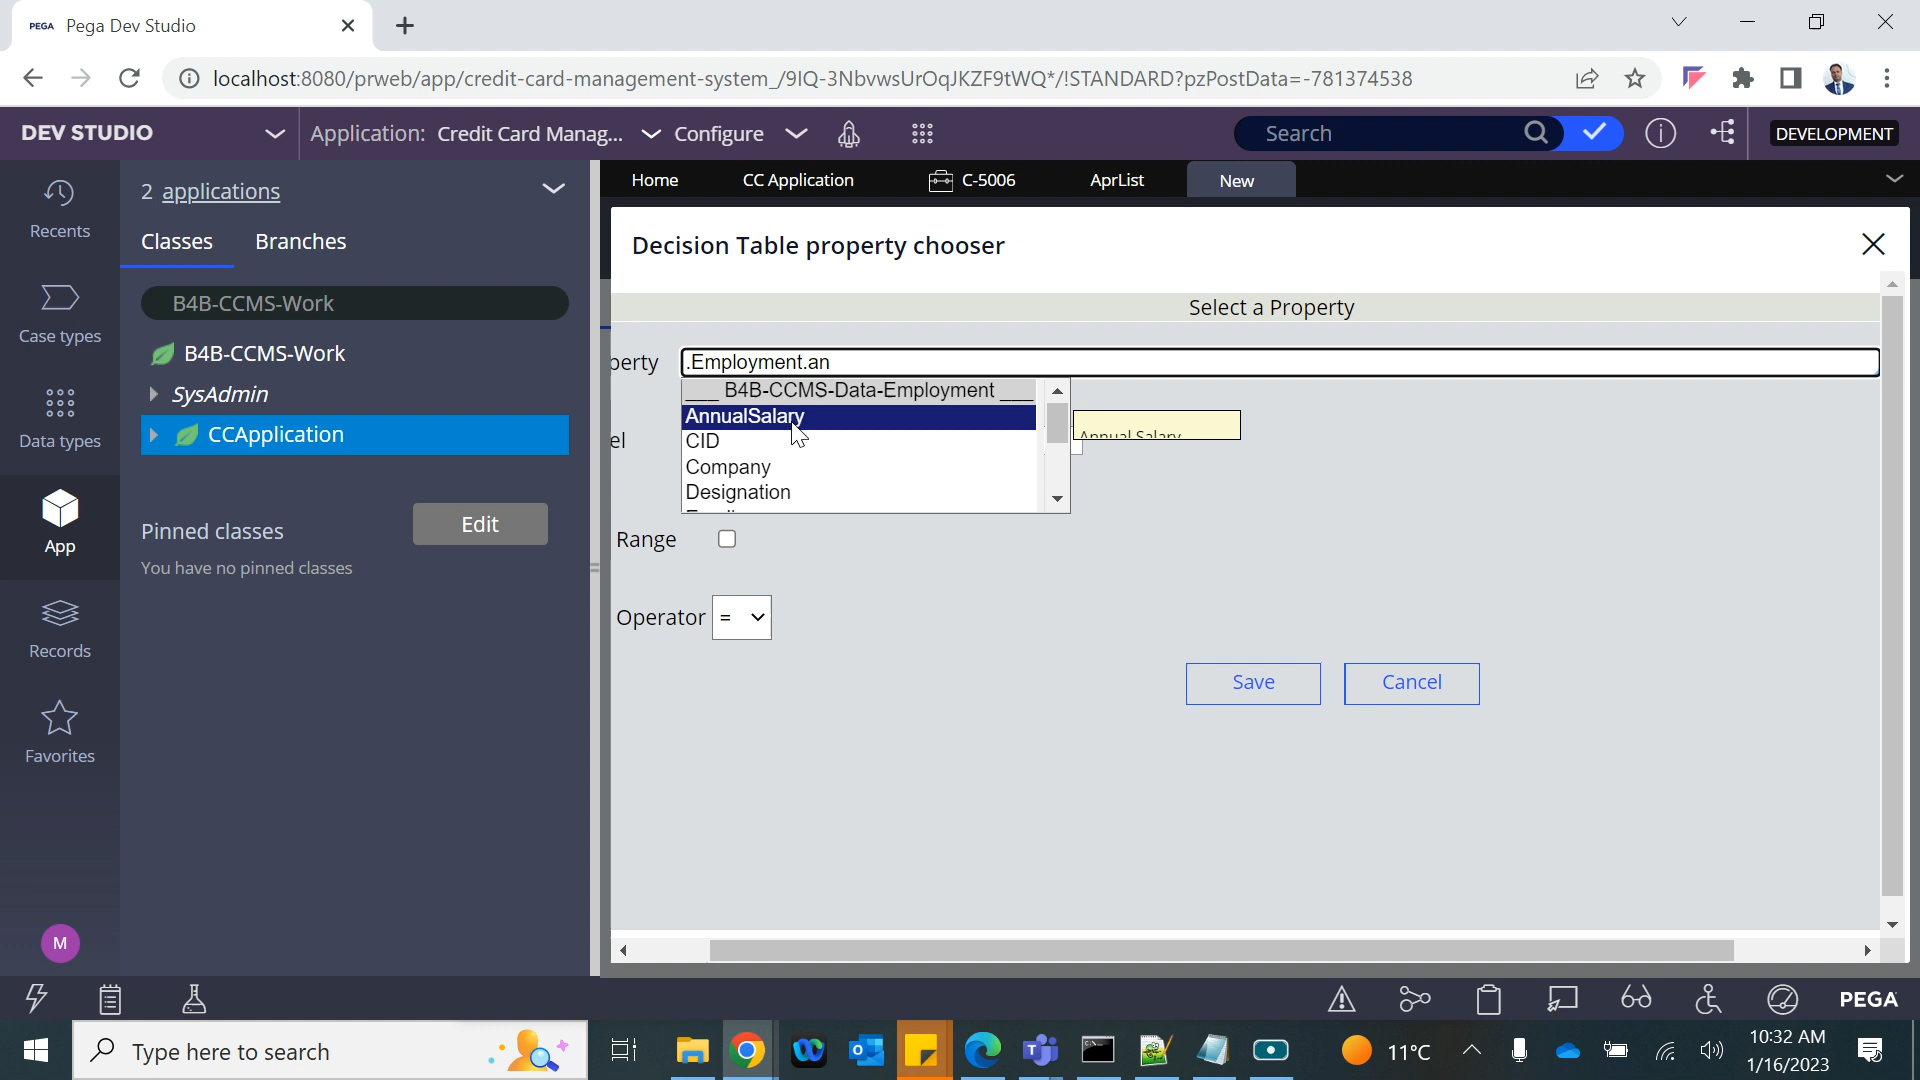 PEGA Pega Dev Studio
localhost:8080/prweb/app/credit-card-management-system_/9IQ-3NbvwsUrOqJKZF9tWQ*/!STANDARD?pzPostData=-781374538
DEV STUDIO
Application: Credit Card Manag...
Configure
Search
DEVELOPMENT
Recents
Case types
Data types
App
Records
Favorites
M
2 applications
Classes
Branches
B4B-CCMS-Work
B4B-CCMS-Work
SysAdmin
CCApplication
Pinned classes
Edit
You have no pinned classes
Home
CC Application
C-5006
AprList
New
Decision Table property chooser
Select a Property
perty
.Employment.an
___ B4B-CCMS-Data-Employment ___
AnnualSalary
Annual Salary
CID
el
Company
Designation
Range
Operator
=
Save
Cancel
PEGA
Type here to search
11°C
10:32 AM
1/16/2023